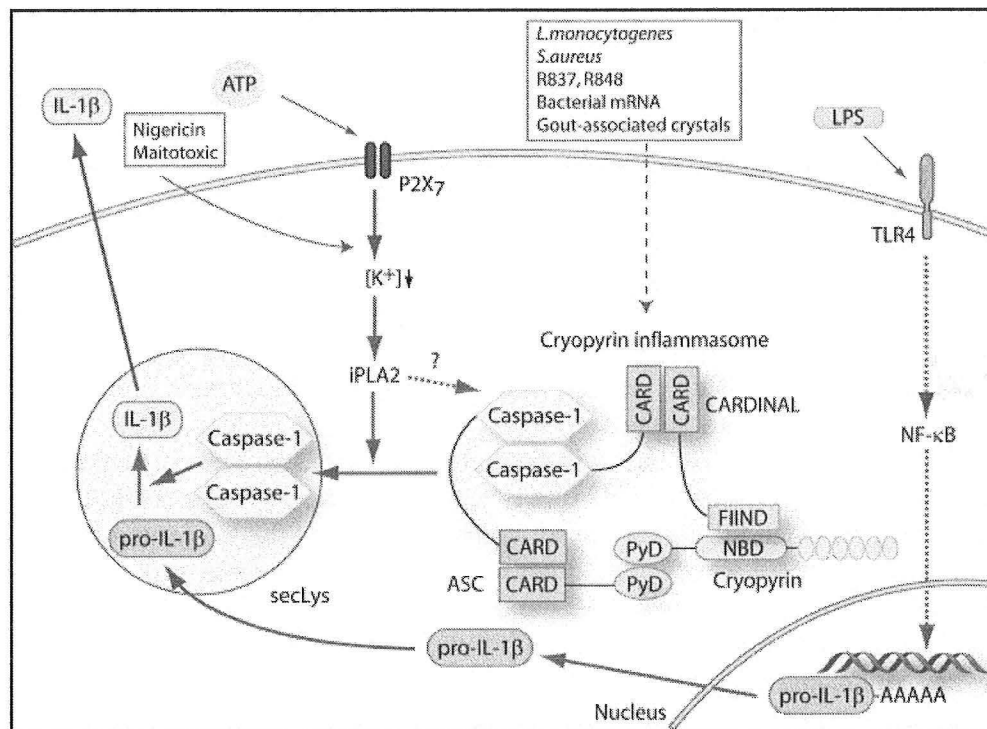 L.monocytogenes
S.aureus
R837, R848
Bacterial mRNA
Gout-associated crystals
ATP
IL-1β
Nigericin
Maitotoxic
LPS
P2X7
TLR4
[K+]
Cryopyrin inflammasome
iPLA2
?
CARD
CARD
CARDINAL
IL-1β
Caspase-1
Caspase-1
Caspase-1
Caspase-1
NF-κB
pro-IL-1β
FIIND
CARD
PyD
NBD
ASC
CARD
PyD
Cryopyrin
secLys
pro-IL-1β
pro-IL-1β-AAAAA
Nucleus